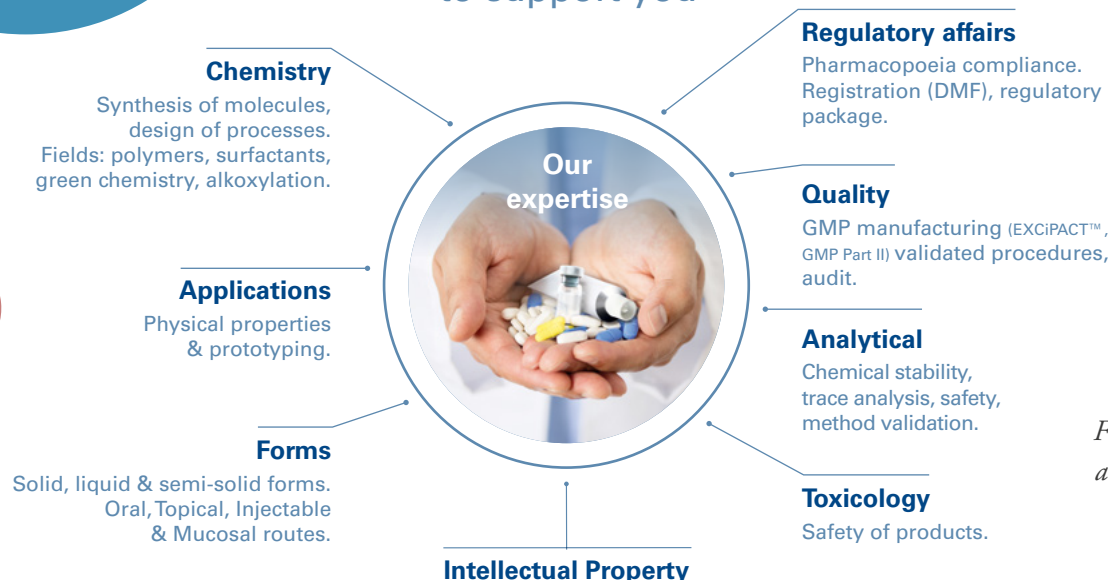 to support you
Chemistry
Synthesis of molecules,
design of processes.
Fields: polymers, surfactants,
green chemistry, alkoxylation.
Applications
Physical properties
& prototyping.
Forms
Solid, liquid & semi-solid forms.
Oral, Topical, Injectable
& Mucosal routes.
Our
expertise
Intellectual Property
Regulatory affairs
Pharmacopoeia compliance.
Registration (DMF), regulatory
package.
Quality
GMP manufacturing (EXCiPACT™,
GMP Part II) validated procedures,
audit.
Analytical
Chemical stability,
trace analysis, safety,
method validation.
Toxicology
Safety of products.